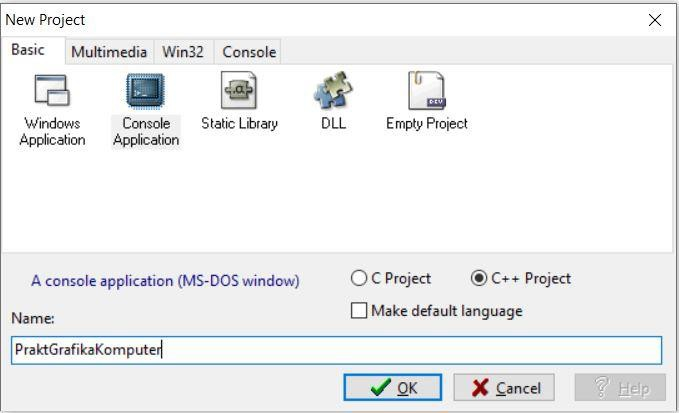 New Project
Basic Multimedia Win32 Console
Windows Application
Console Application
Static Library
DLL
Empty Project
DEV
A console application (MS-DOS window)
C Project
C++ Project
Make default language
Name:
PraktGrafikaKomputer
OK
Cancel
Help